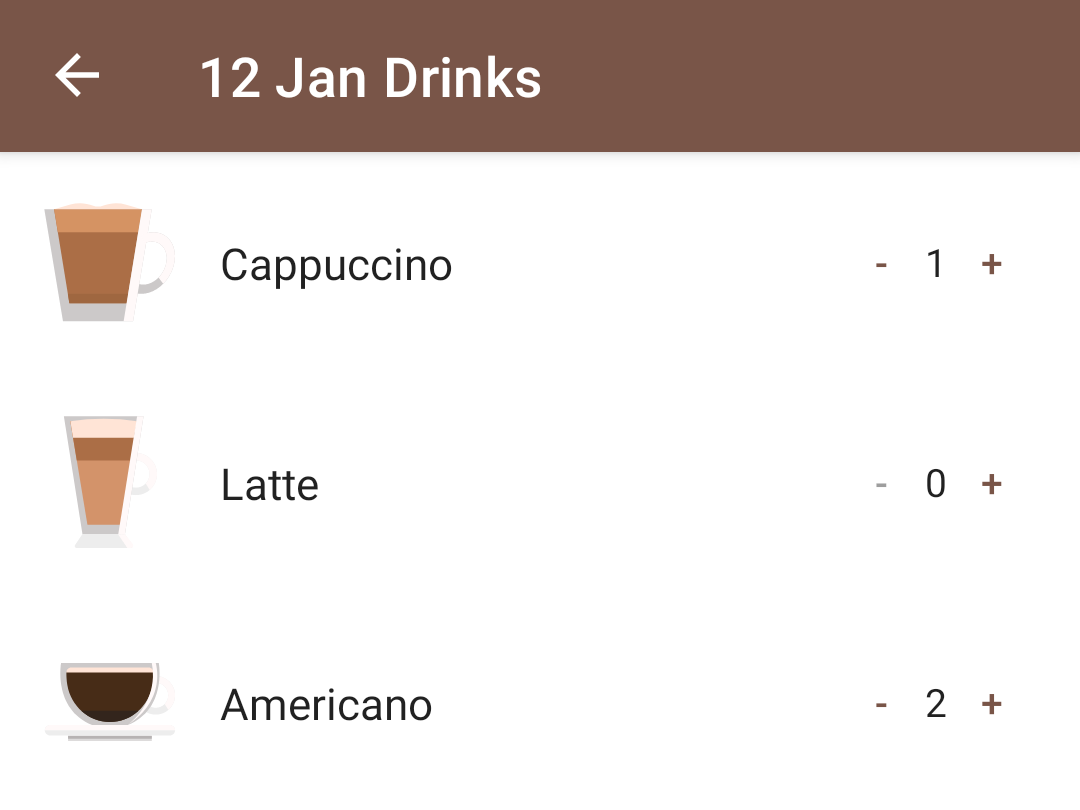 12 Jan Drinks
Cappuccino - 1 +
Latte - 0 +
Americano - 2 +